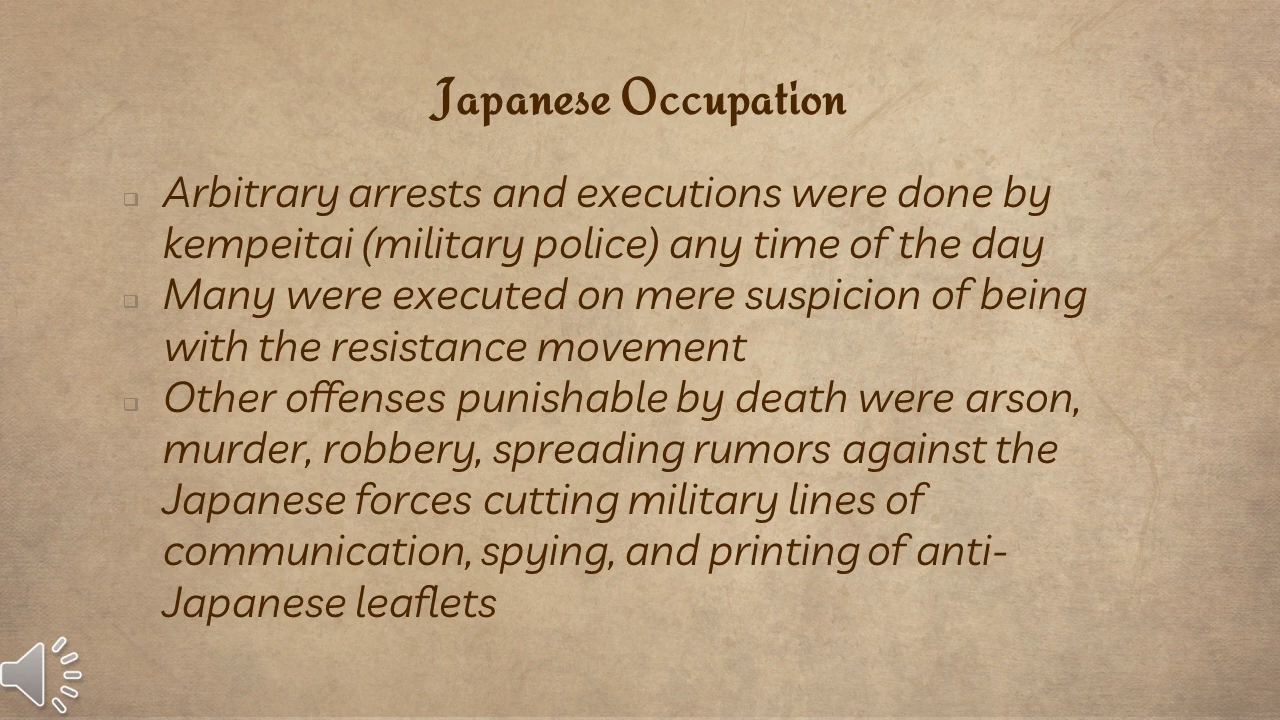 Japanese Occupation
Arbitrary arrests and executions were done by
kempeitai (military police) any time of the day
Many were executed on mere suspicion of being
with the resistance movement
Other offenses punishable by death were arson,
murder, robbery, spreading rumors against the
Japanese forces cutting military lines of
communication, spying, and printing of anti-
Japanese leaflets